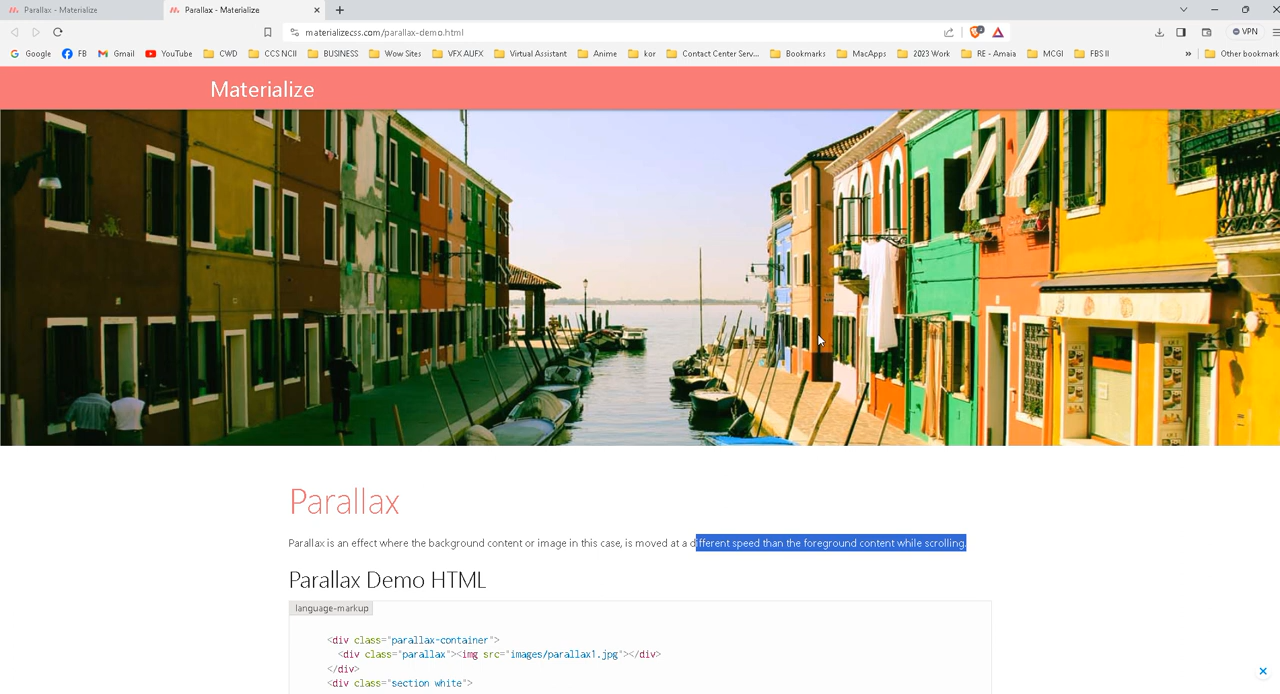 Parallax - Materialize
Parallax - Materialize
materializecss.com/parallax-demo.html
VPN
Google FB Gmail YouTube CWD CCS NCII BUSINESS Wow Sites VFX AUFX Virtual Assistant Anime kor Contact Center Serv... Bookmarks MacApps 2023 Work RE - Amaia MCGI FBS II » Other bookmark
Materialize
Parallax
Parallax is an effect where the background content or image in this case, is moved at a different speed than the foreground content while scrolling.
Parallax Demo HTML
language-markup
<div class="parallax-container">
<div class="parallax"><img src="images/parallax1.jpg"></div>
</div>
<div class="section white">